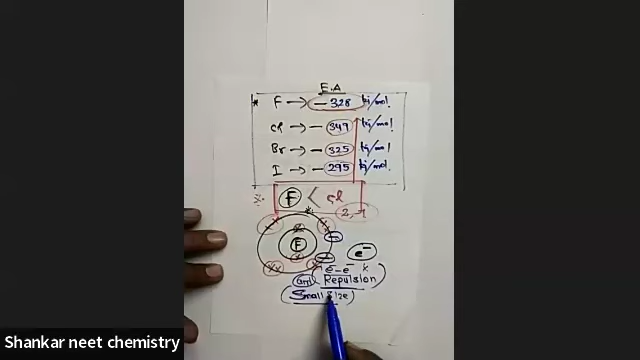 E.A
* F → - 328 kj/mol.
cl → - 349 kj/mol!
Br → - 325 kj/mol!
I → - 295 kj/mol.
F < cl
2, 7
F
e⁻
e⁻-e⁻ x
Repulsion
Small Size
Shankar neet chemistry